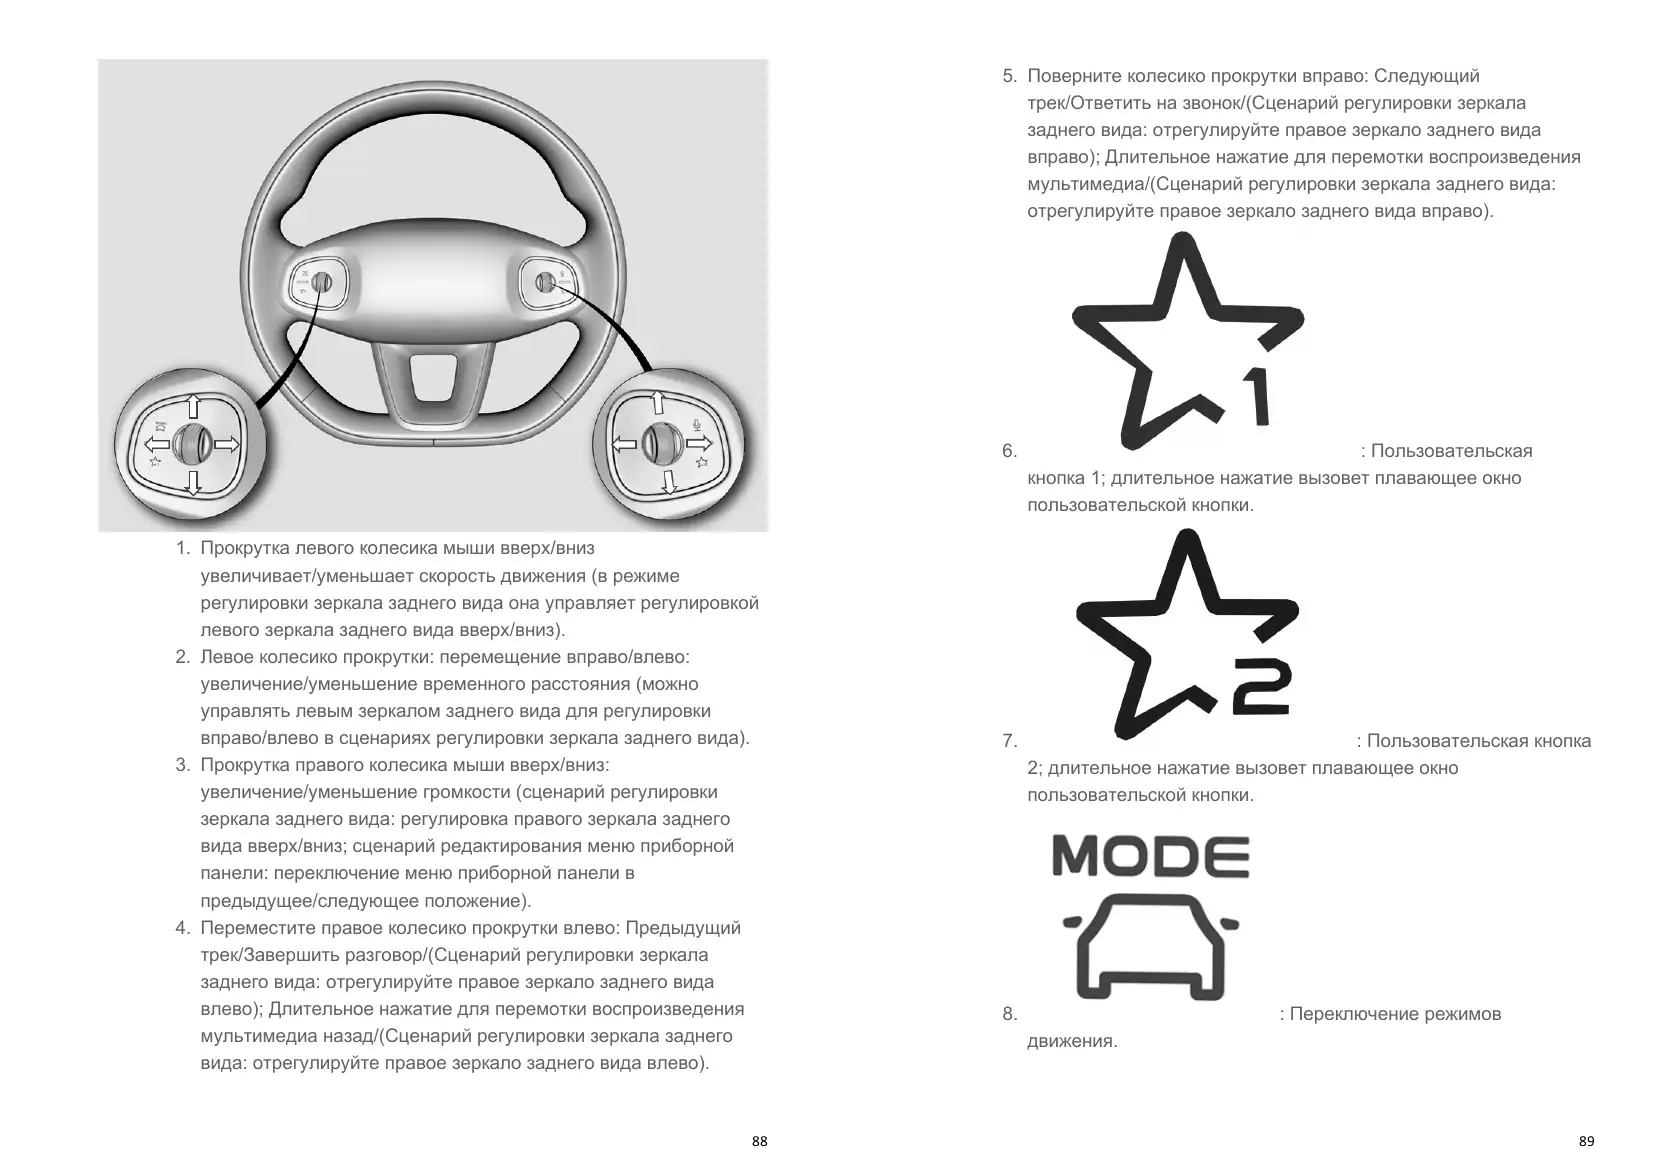 1. Прокрутка левого колесика мыши вверх/вниз
увеличивает/уменьшает скорость движения (в режиме
регулировки зеркала заднего вида она управляет регулировкой
левого зеркала заднего вида вверх/вниз).
2. Левое колесико прокрутки: перемещение вправо/влево:
увеличение/уменьшение временного расстояния (можно
управлять левым зеркалом заднего вида для регулировки
вправо/влево в сценариях регулировки зеркала заднего вида).
3. Прокрутка правого колесика мыши вверх/вниз:
увеличение/уменьшение громкости (сценарий регулировки
зеркала заднего вида: регулировка правого зеркала заднего
вида вверх/вниз; сценарий редактирования меню приборной
панели: переключение меню приборной панели в
предыдущее/следующее положение).
4. Переместите правое колесико прокрутки влево: Предыдущий
трек/Завершить разговор/(Сценарий регулировки зеркала
заднего вида: отрегулируйте правое зеркало заднего вида
влево); Длительное нажатие для перемотки воспроизведения
мультимедиа назад/(Сценарий регулировки зеркала заднего
вида: отрегулируйте правое зеркало заднего вида влево).
88
5. Поверните колесико прокрутки вправо: Следующий
трек/Ответить на звонок/(Сценарий регулировки зеркала
заднего вида: отрегулируйте правое зеркало заднего вида
вправо); Длительное нажатие для перемотки воспроизведения
мультимедиа/(Сценарий регулировки зеркала заднего вида:
отрегулируйте правое зеркало заднего вида вправо).
1
6. : Пользовательская
кнопка 1; длительное нажатие вызовет плавающее окно
пользовательской кнопки.
2
7. : Пользовательская кнопка
2; длительное нажатие вызовет плавающее окно
пользовательской кнопки.
MODE
8. : Переключение режимов
движения.
89